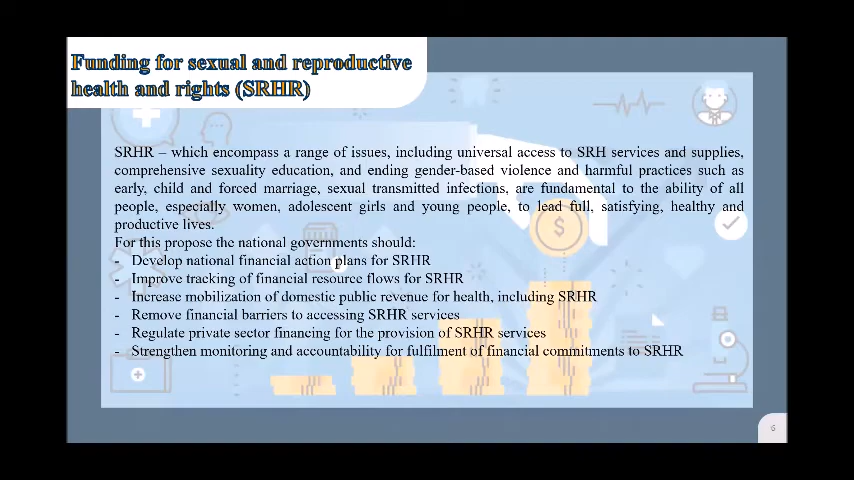 Funding for sexual and reproductive
health and rights (SRHR)
SRHR – which encompass a range of issues, including universal access to SRH services and supplies,
comprehensive sexuality education, and ending gender-based violence and harmful practices such as
early, child and forced marriage, sexual transmitted infections, are fundamental to the ability of all
people, especially women, adolescent girls and young people, to lead full, satisfying, healthy and
productive lives.
For this propose the national governments should:
- Develop national financial action plans for SRHR
- Improve tracking of financial resource flows for SRHR
- Increase mobilization of domestic public revenue for health, including SRHR
- Remove financial barriers to accessing SRHR services
- Regulate private sector financing for the provision of SRHR services
- Strengthen monitoring and accountability for fulfilment of financial commitments to SRHR
$
6